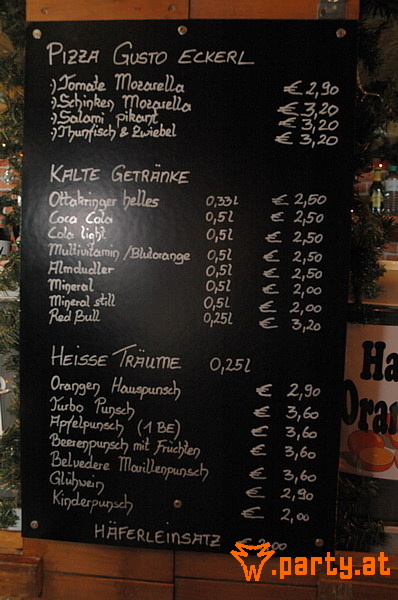 PIZZA GUSTO ECKERL
:) Tomate Mozarella € 2,90
:) Schinken Mozarella € 3,20
:) Salami pikant € 3,20
:) Thunfisch & Zwiebel € 3,20
KALTE GETRÄNKE
Ottakringer helles 0,33l € 2,50
Coca Cola 0,5l € 2,50
Cola light 0,5l € 2,50
Multivitamin / Blutorange 0,5l € 2,50
Almdudler 0,5l € 2,50
Mineral 0,5l € 2,00
Mineral still 0,5l € 2,00
Red Bull 0,25l € 3,20
HEISSE TRÄUME 0,25l
Orangen Hauspunsch € 2,90
Turbo Punsch € 3,60
Apfelpunsch (1 BE) € 3,60
Beerenpunsch mit Früchten € 3,60
Belvedere Marillenpunsch € 3,60
Glühwein € 2,90
Kinderpunsch € 2,00
HÄFERLEINSATZ € 2,00
Ha
Oran
.party.at